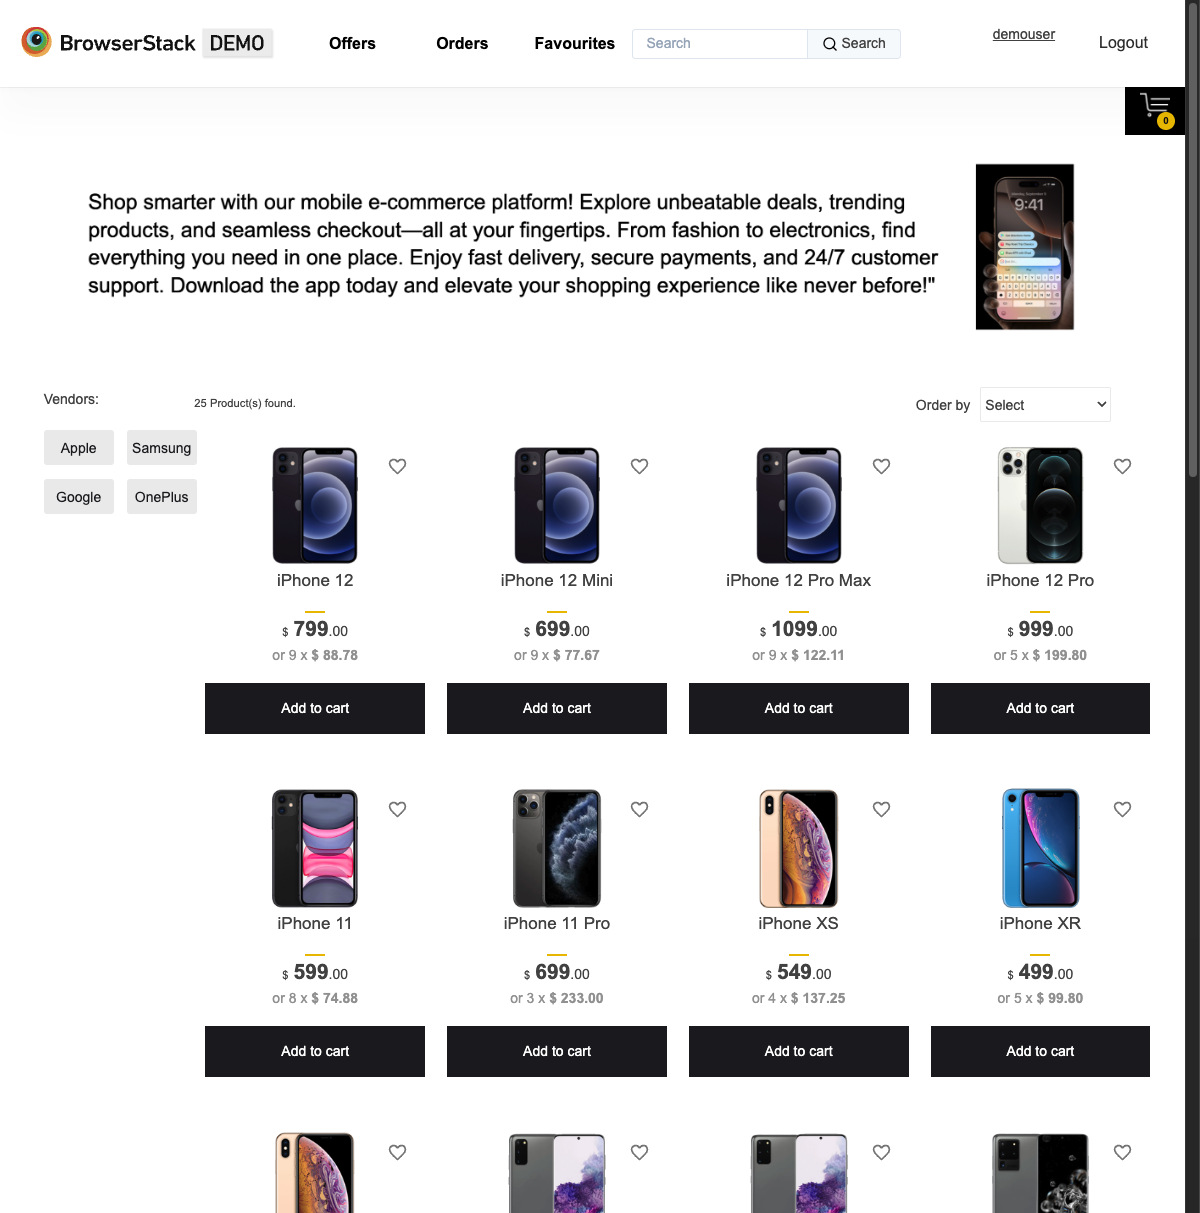 BrowserStack DEMO
Offers
Orders
Favourites
Search
Search
demouser
Logout
0
Shop smarter with our mobile e-commerce platform! Explore unbeatable deals, trending
products, and seamless checkout—all at your fingertips. From fashion to electronics, find
everything you need in one place. Enjoy fast delivery, secure payments, and 24/7 customer
support. Download the app today and elevate your shopping experience like never before!"
9:41
Vendors:
25 Product(s) found.
Order by
Select
Apple
Samsung
Google
OnePlus
iPhone 12
$ 799.00
or 9 x $ 88.78
Add to cart
iPhone 12 Mini
$ 699.00
or 9 x $ 77.67
Add to cart
iPhone 12 Pro Max
$ 1099.00
or 9 x $ 122.11
Add to cart
iPhone 12 Pro
$ 999.00
or 5 x $ 199.80
Add to cart
iPhone 11
$ 599.00
or 8 x $ 74.88
Add to cart
iPhone 11 Pro
$ 699.00
or 3 x $ 233.00
Add to cart
iPhone XS
$ 549.00
or 4 x $ 137.25
Add to cart
iPhone XR
$ 499.00
or 5 x $ 99.80
Add to cart